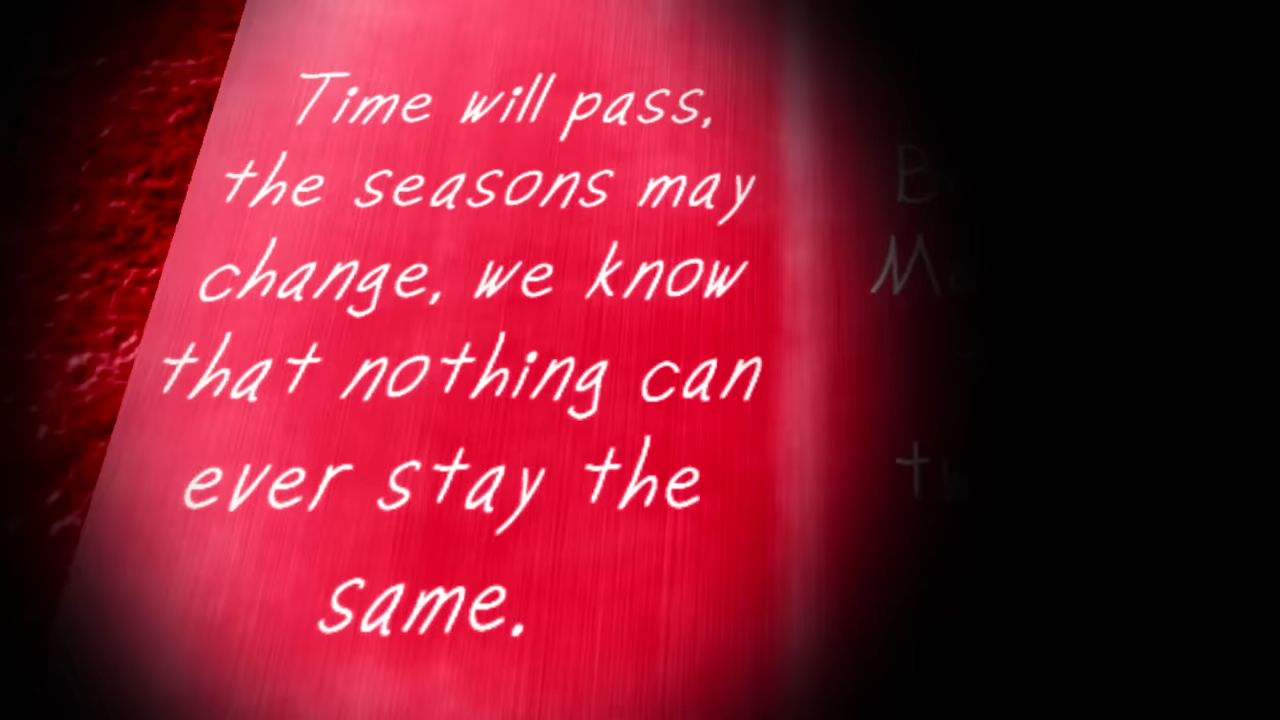 Time will pass,
the seasons may
change, we know
that nothing can
ever stay the
same.